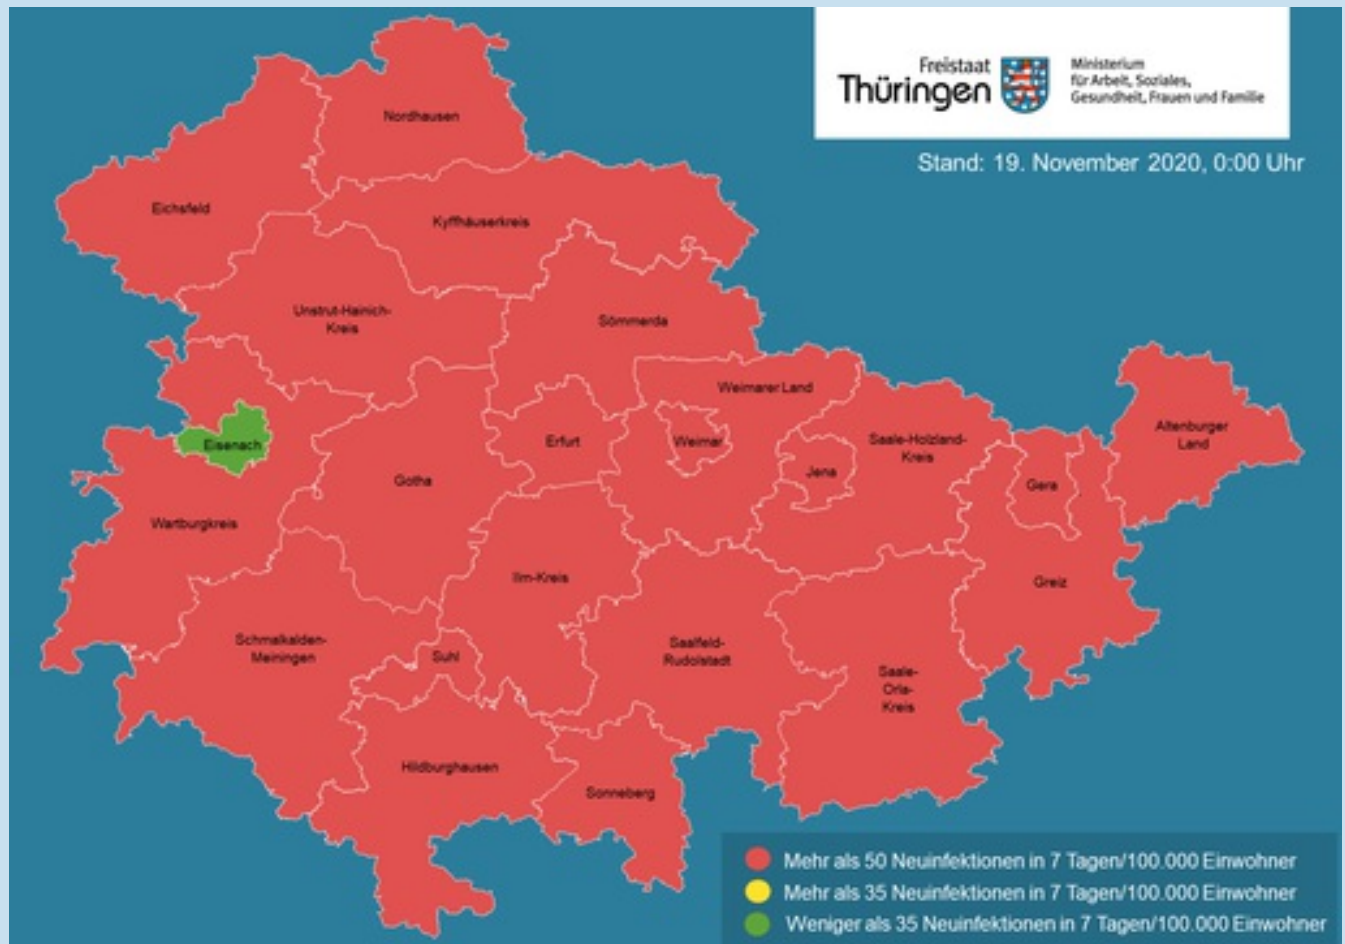 Freistaat
Thüringen
Ministerium
für Arbeit, Soziales,
Gesundheit, Frauen und Familie
Stand: 19. November 2020, 0:00 Uhr
Nordhausen
Eichsfeld
Kyffhäuserkreis
Unstrut-Hainich-
Kreis
Sömmerda
Weimarer Land
Eisenach
Erfurt
Weimar
Jena
Saale-Holzland-
Kreis
Gera
Altenburger
Land
Gotha
Wartburgkreis
Ilm-Kreis
Greiz
Schmalkalden-
Meiningen
Suhl
Saalfeld-
Rudolstadt
Saale-
Orla-
Kreis
Hildburghausen
Sonneberg
Mehr als 50 Neuinfektionen in 7 Tagen/100.000 Einwohner
Mehr als 35 Neuinfektionen in 7 Tagen/100.000 Einwohner
Weniger als 35 Neuinfektionen in 7 Tagen/100.000 Einwohner